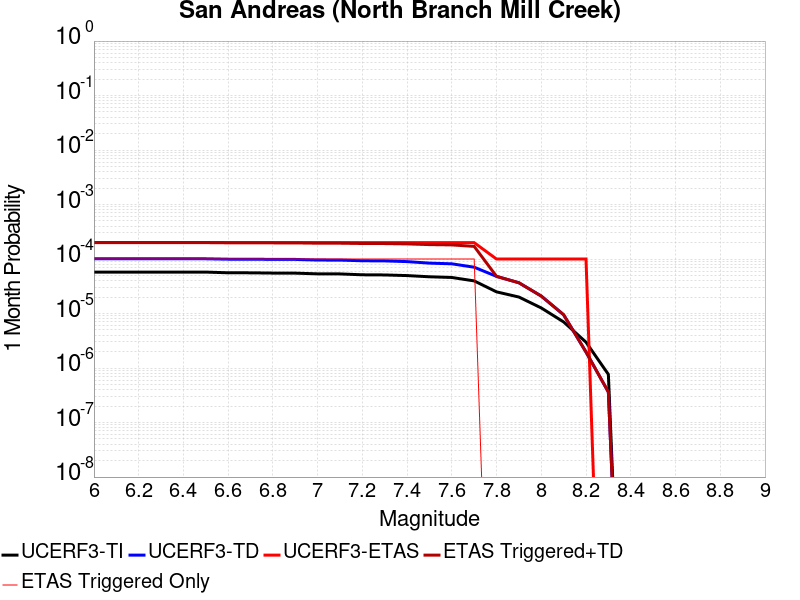 San Andreas (North Branch Mill Creek)
10 0
10 -1
10 -2
10 -3
10 -4
10 -5
10 -6
10 -7
10 -8
1 Month Probability
6 6.2 6.4 6.6 6.8 7 7.2 7.4 7.6 7.8 8 8.2 8.4 8.6 8.8 9
Magnitude
UCERF3-TI UCERF3-TD UCERF3-ETAS ETAS Triggered+TD
ETAS Triggered Only